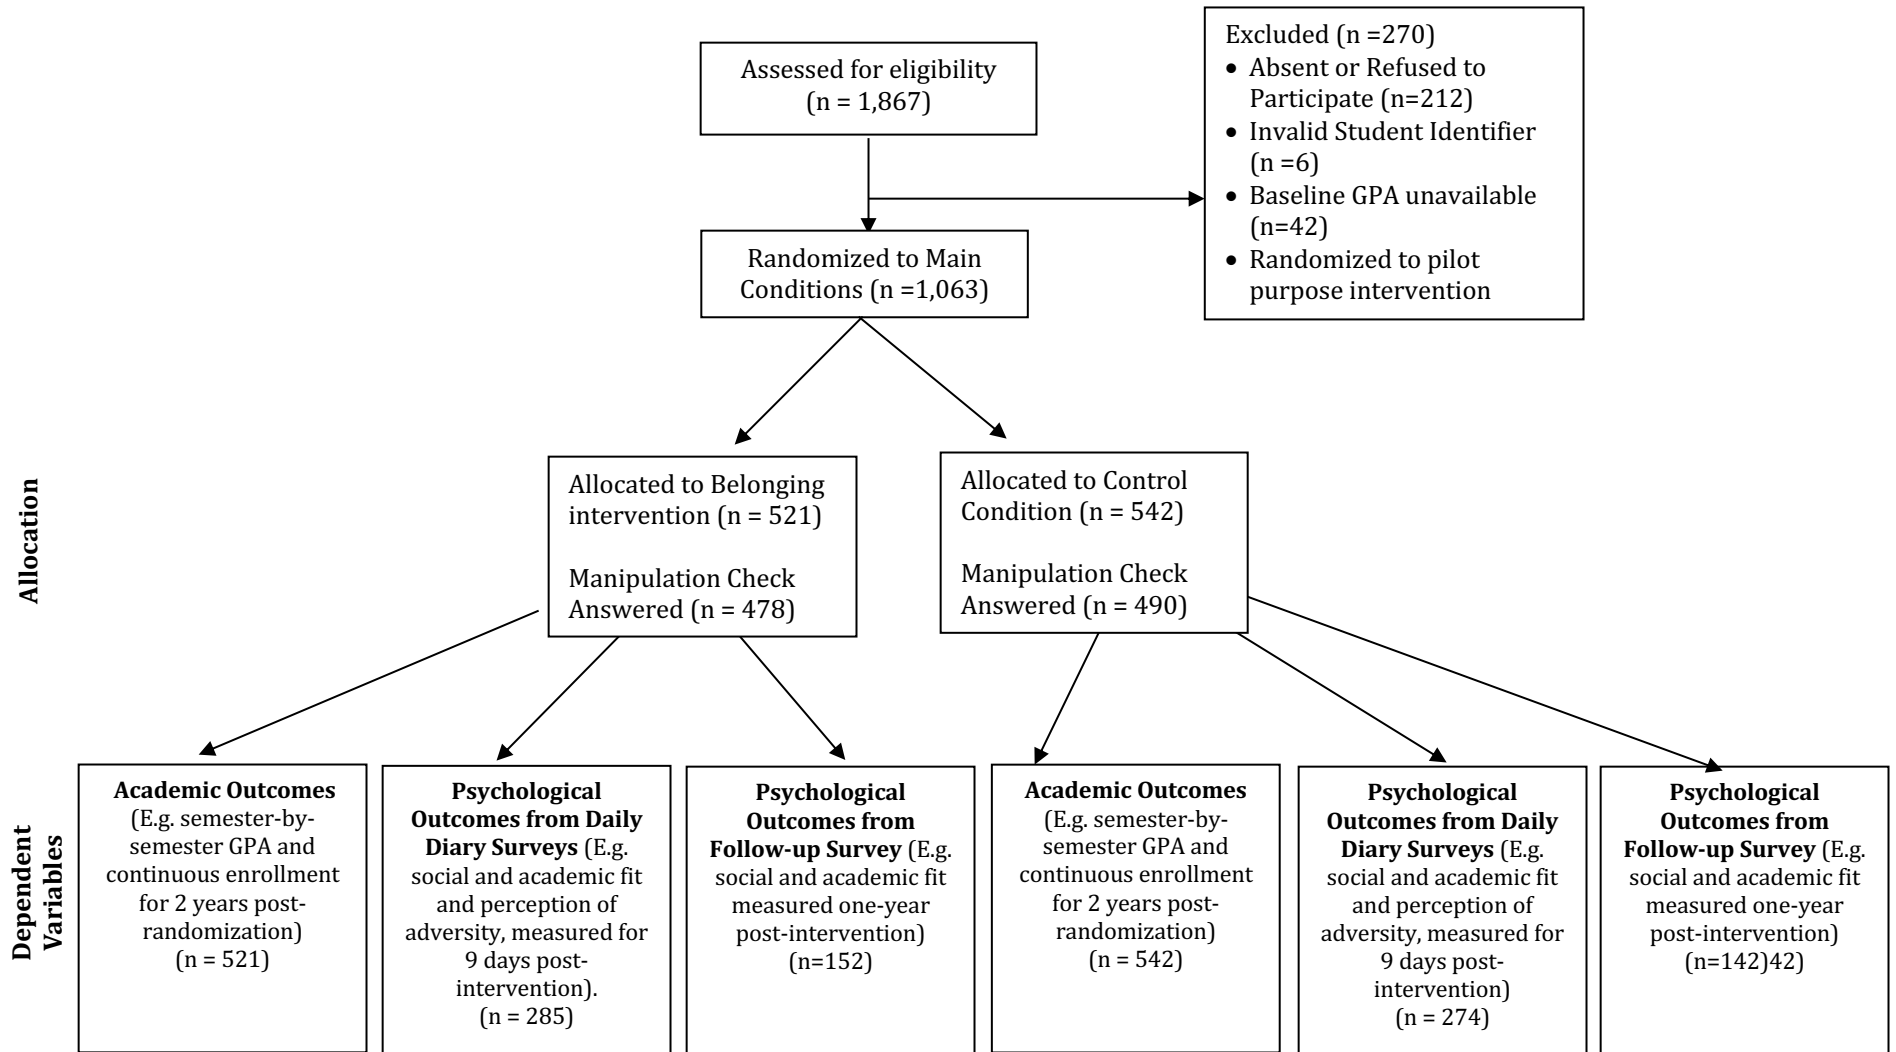 Assessed for eligibility
(n = 1,867)
Excluded (n =270)
• Absent or Refused to
Participate (n=212)
• Invalid Student Identifier
(n =6)
• Baseline GPA unavailable
(n=42)
• Randomized to pilot
purpose intervention
Randomized to Main
Conditions (n =1,063)
Allocation
Allocated to Belonging
intervention (n = 521)
Manipulation Check
Answered (n = 478)
Allocated to Control
Condition (n = 542)
Manipulation Check
Answered (n = 490)
Dependent
Variables
Academic Outcomes
(E.g. semester-by-
semester GPA and
continuous enrollment
for 2 years post-
randomization)
(n = 521)
Psychological
Outcomes from Daily
Diary Surveys (E.g.
social and academic fit
and perception of
adversity, measured for
9 days post-
intervention).
(n = 285)
Psychological
Outcomes from
Follow-up Survey (E.g.
social and academic fit
measured one-year
post-intervention)
(n=152)
Academic Outcomes
(E.g. semester-by-
semester GPA and
continuous enrollment
for 2 years post-
randomization)
(n = 542)
Psychological
Outcomes from Daily
Diary Surveys (E.g.
social and academic fit
and perception of
adversity, measured for
9 days post-
intervention)
(n = 274)
Psychological
Outcomes from
Follow-up Survey (E.g.
social and academic fit
measured one-year
post-intervention)
(n=142)42)